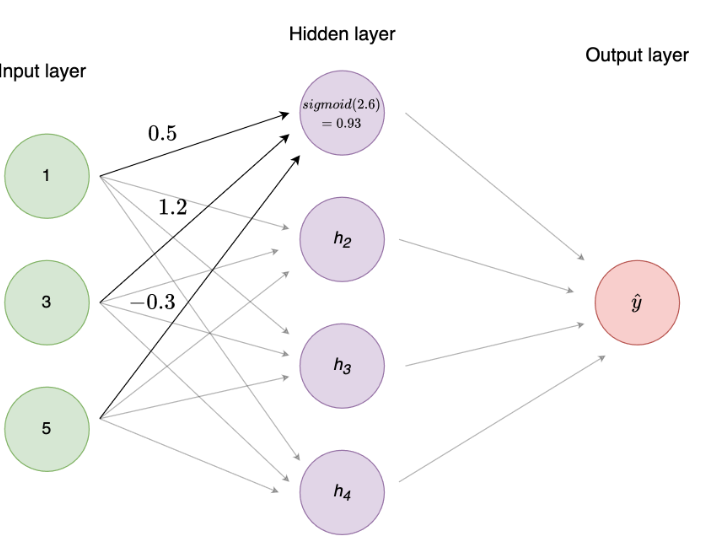 Hidden layer
Output layer
Input layer
sigmoid(2.6)
= 0.93
0.5
1
1.2
h2
3
−0.3
ŷ
h3
5
h4